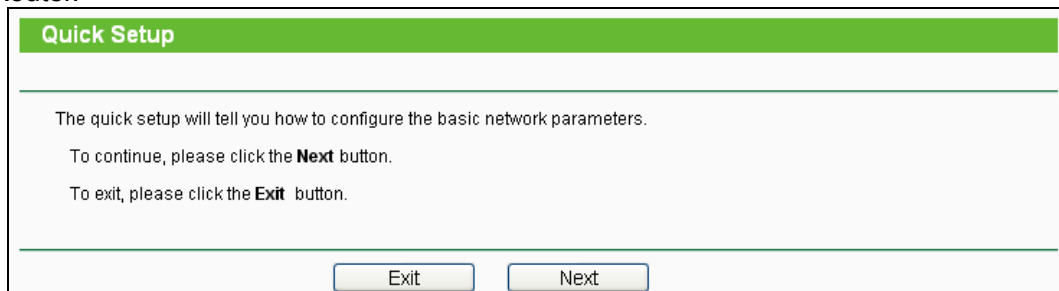 Quick Setup
The quick setup will tell you how to configure the basic network parameters.
To continue, please click the Next button.
To exit, please click the Exit button.
Exit Next